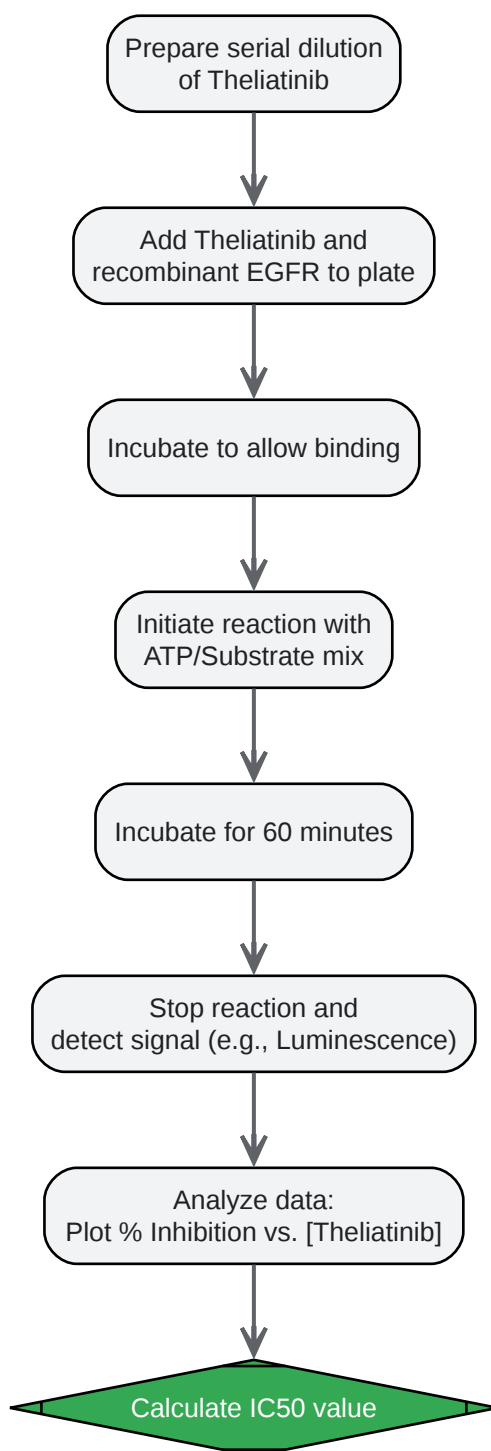 Prepare serial dilution
of Theliatinib
Add Theliatinib and
recombinant EGFR to plate
Incubate to allow binding
Initiate reaction with
ATP/Substrate mix
Incubate for 60 minutes
Stop reaction and
detect signal (e.g., Luminescence)
Analyze data:
Plot % Inhibition vs. [Theliatinib]
Calculate IC50 value